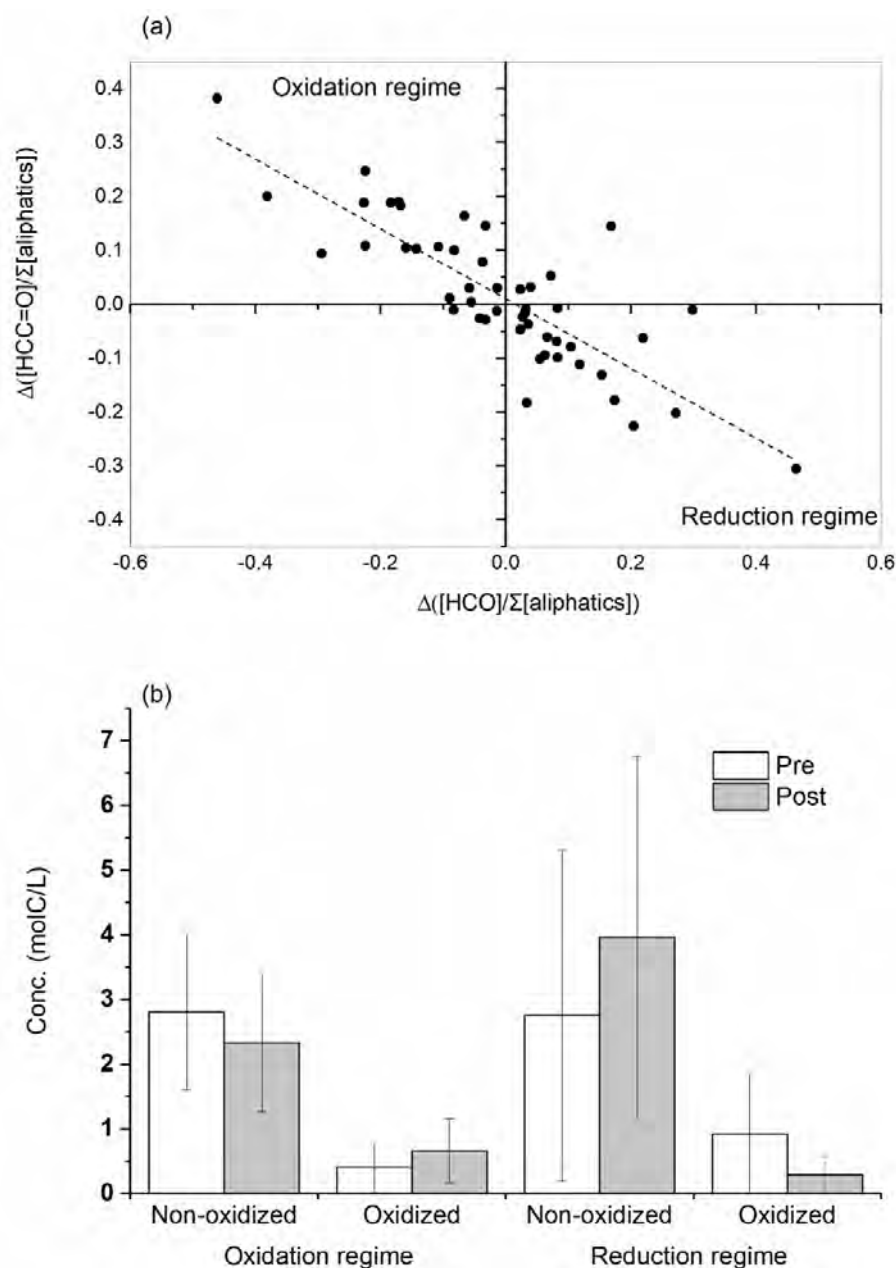 (a)
Oxidation regime
0.4
0.3
0.2
0.1
0.0
-0.1
-0.2
-0.3
-0.4
Δ([HCC=O]/Σ[aliphatics])
Reduction regime
-0.6 -0.4 -0.2 0.0 0.2 0.4 0.6
Δ([HCO]/Σ[aliphatics])
(b)
7
6
5
4
3
2
1
0
Conc. (molC/L)
Pre
Post
Non-oxidized Oxidized Non-oxidized Oxidized
Oxidation regime Reduction regime